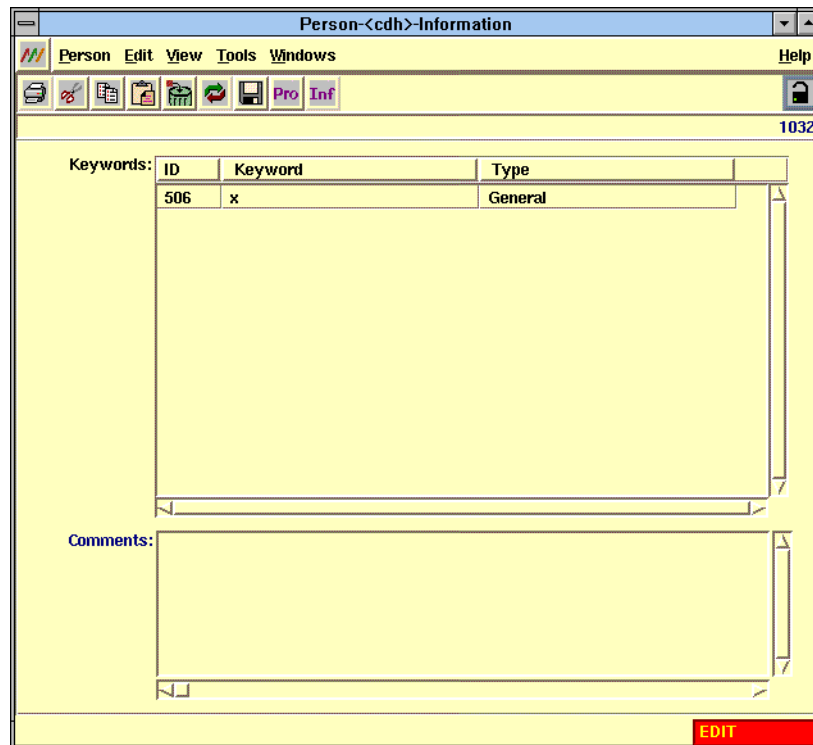 Person-<cdh>-Information
Person Edit View Tools Windows Help
Pro Inf
1032
Keywords: ID Keyword Type
506 x General
Comments:
EDIT